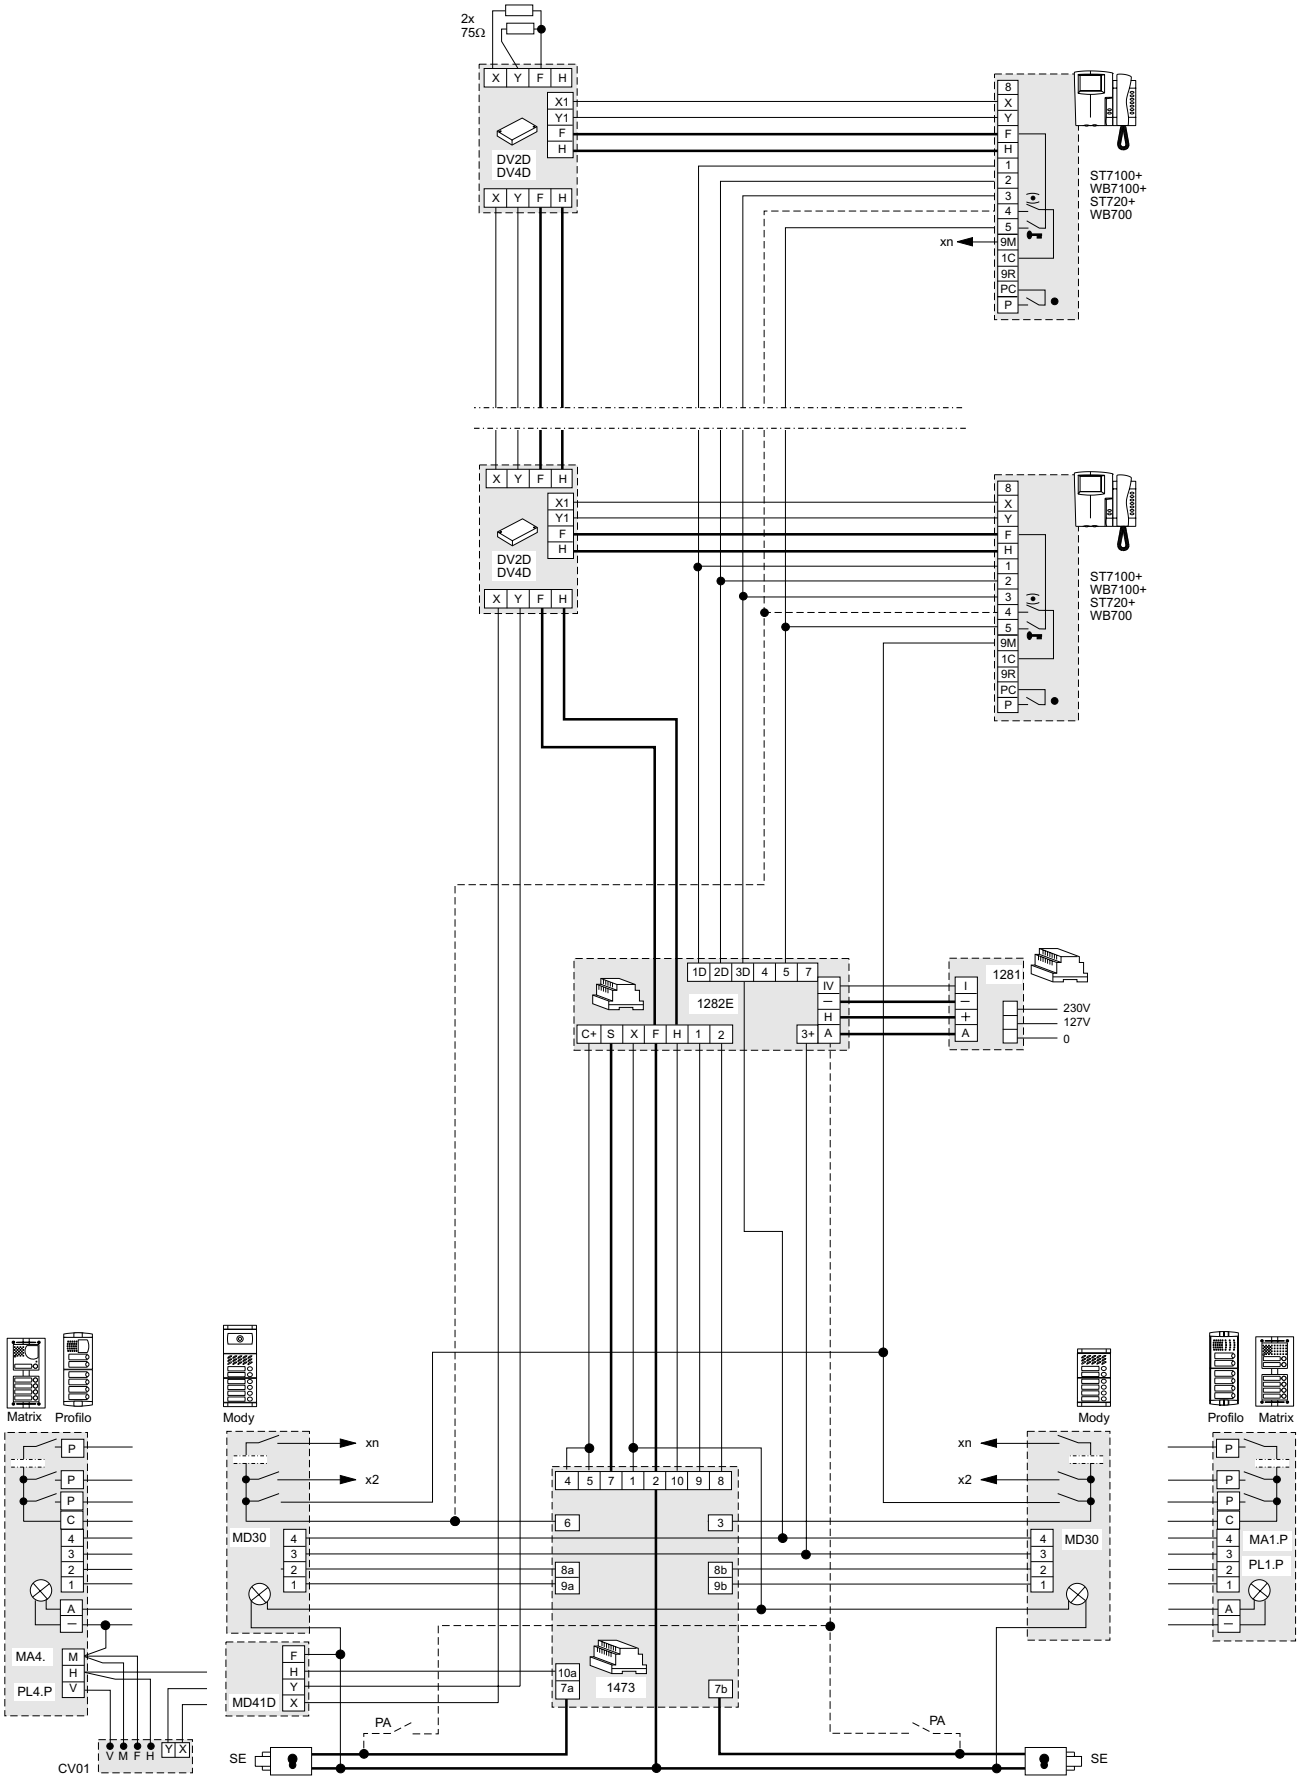 2x
75Ω
X Y F H
X1
Y1
F
H
DV2D
DV4D
X Y F H
8
X
Y
F
H
1
2
3
4
5
9M
1C
9R
PC
P
xn
ST7100+
WB7100+
ST720+
WB700
X Y F H
X1
Y1
F
H
DV2D
DV4D
X Y F H
8
X
Y
F
H
1
2
3
4
5
9M
1C
9R
PC
P
ST7100+
WB7100+
ST720+
WB700
1D 2D 3D 4 5 7
IV
–
H
A
1282E
C+ S X F H 1 2
3+
1281
I
–
+
A
230V
127V
0
Matrix Profilo
P
P
P
C
4
3
2
1
A
–
MA4.
PL4.P
M
H
V
V M F H Y X
CV01
Mody
xn
x2
MD30
4
3
2
1
MD41D
F
H
Y
X
4 5 7 1 2 10 9 8
6
3
8a
9a
8b
9b
10a
7a
7b
1473
PA
PA
SE
SE
Mody
xn
x2
4
3
2
1
MD30
Profilo Matrix
P
P
P
C
4
3
2
1
A
–
MA1.P
PL1.P